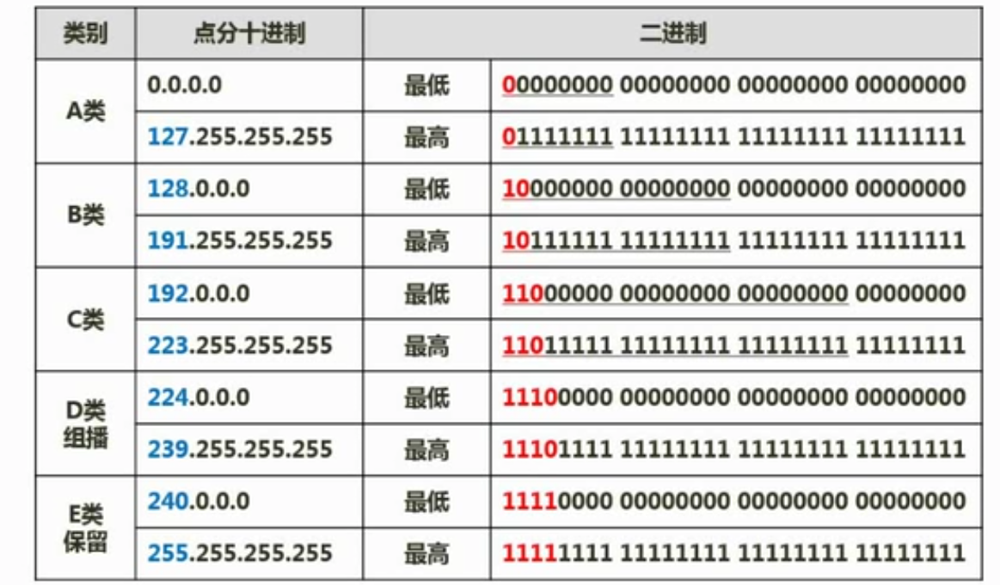 类别 点分十进制 二进制
A类
0.0.0.0 最低 00000000 00000000 00000000 00000000
127.255.255.255 最高 01111111 11111111 11111111 11111111
B类
128.0.0.0 最低 10000000 00000000 00000000 00000000
191.255.255.255 最高 10111111 11111111 11111111 11111111
C类
192.0.0.0 最低 11000000 00000000 00000000 00000000
223.255.255.255 最高 11011111 11111111 11111111 11111111
D类
组播
224.0.0.0 最低 11100000 00000000 00000000 00000000
239.255.255.255 最高 11101111 11111111 11111111 11111111
E类
保留
240.0.0.0 最低 11110000 00000000 00000000 00000000
255.255.255.255 最高 11111111 11111111 11111111 11111111